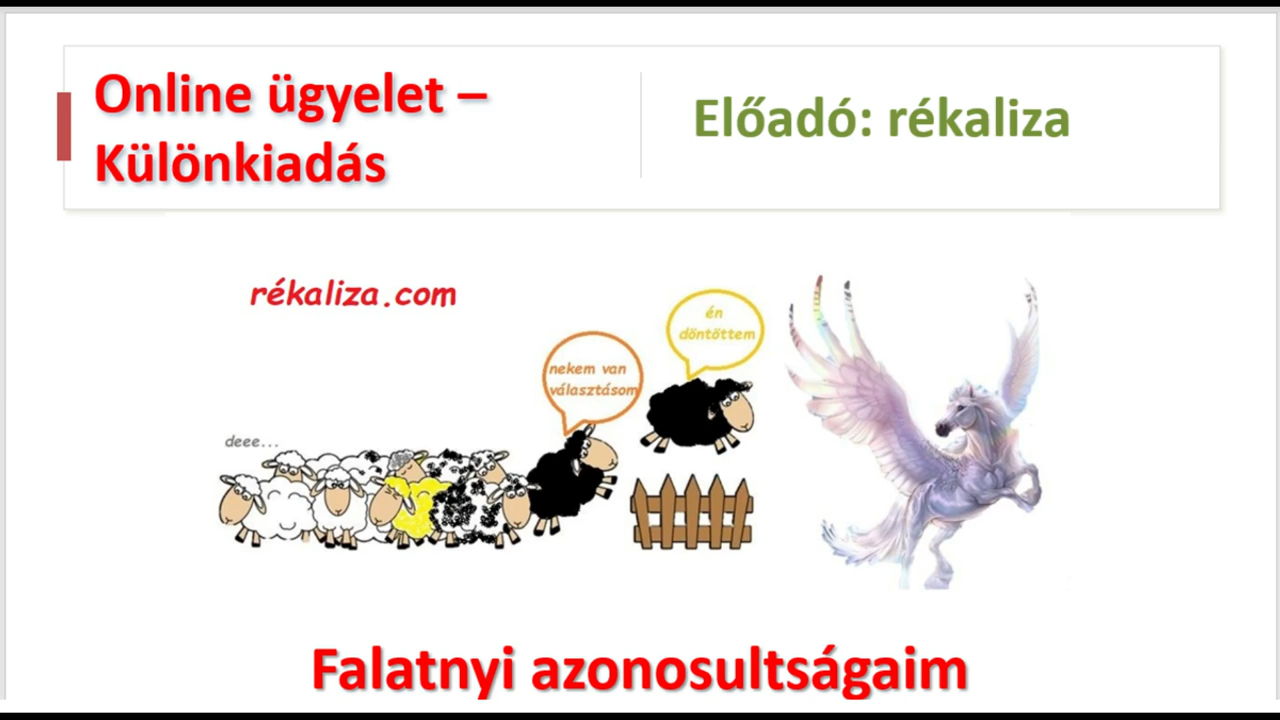 Online ügyelet –
Különkiadás
Előadó: rékaliza
rékaliza.com
én
döntöttem
nekem van
választásom
deee...
Falatnyi azonosultságaim